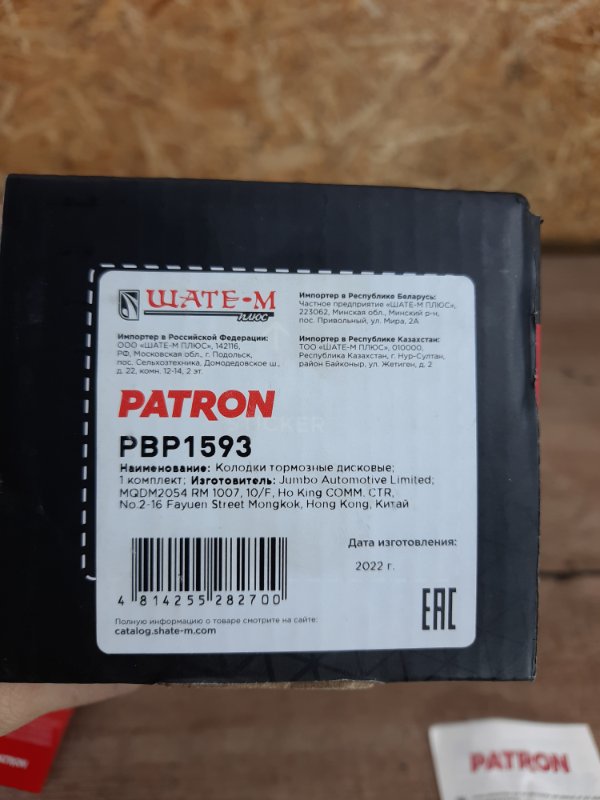 ШАТЕ-М
ПЛЮС
Импортер в Республике Беларусь:
Частное предприятие «ШАТЕ-М ПЛЮС»,
223062, Минская обл., Минский р-н,
пос. Привольный, ул. Мира, 2А
Импортер в Российской Федерации:
ООО «ШАТЕ-М ПЛЮС», 142116,
РФ, Московская обл., г. Подольск,
пос. Сельхозтехника, Домодедовское ш.,
д. 22, комн. 12-14, 2 эт.
Импортер в Республике Казахстан:
ТОО «ШАТЕ-М ПЛЮС», 010000,
Республика Казахстан, г. Нур-Султан,
район Байконыр, ул. Жетиген, д. 2
PATRON
STICKER
PBP1593
Наименование: Колодки тормозные дисковые;
1 комплект; Изготовитель: Jumbo Automotive Limited;
MQDM2054 RM 1007, 10/F, Ho King COMM. CTR,
No.2-16 Fayuen Street Mongkok, Hong Kong, Китай
Дата изготовления:
2022 г.
4 814255 282700
EAC
Полную информацию о товаре смотрите на сайте:
catalog.shate-m.com
PATRON
PATRON